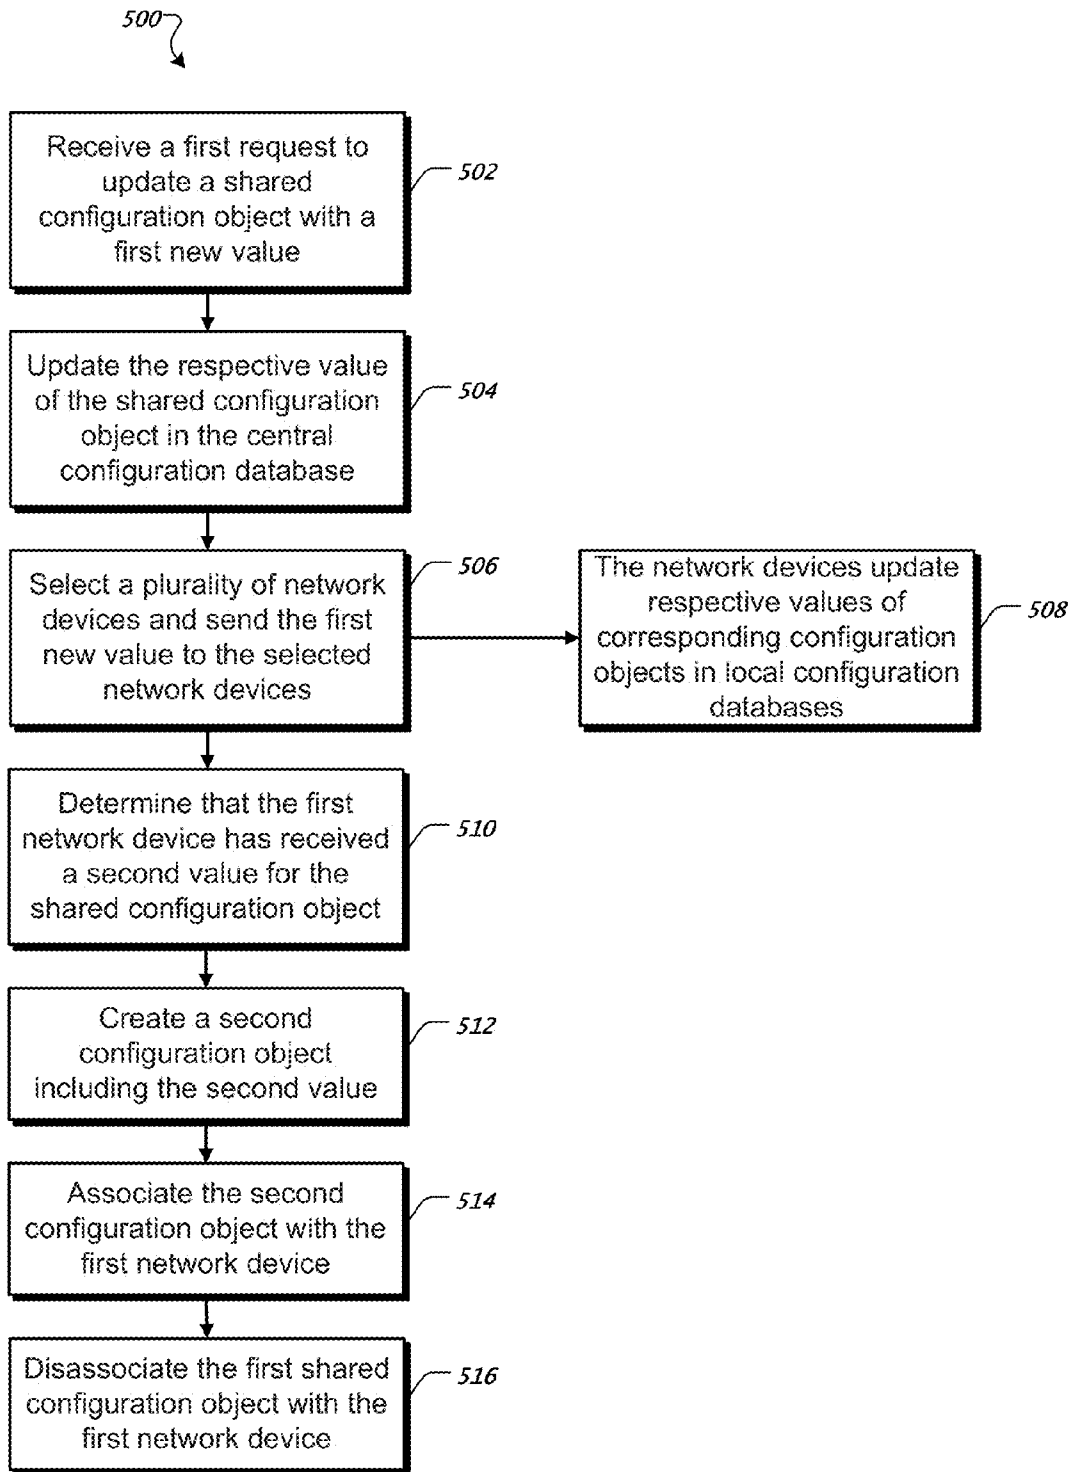 500
Receive a first request to
update a shared
configuration object with a
first new value
502
Update the respective value
of the shared configuration
object in the central
configuration database
504
Select a plurality of network
devices and send the first
new value to the selected
network devices
506
The network devices update
respective values of
corresponding configuration
objects in local configuration
databases
508
Determine that the first
network device has received
a second value for the
shared configuration object
510
Create a second
configuration object
including the second value
512
Associate the second
configuration object with the
first network device
514
Disassociate the first shared
configuration object with the
first network device
516